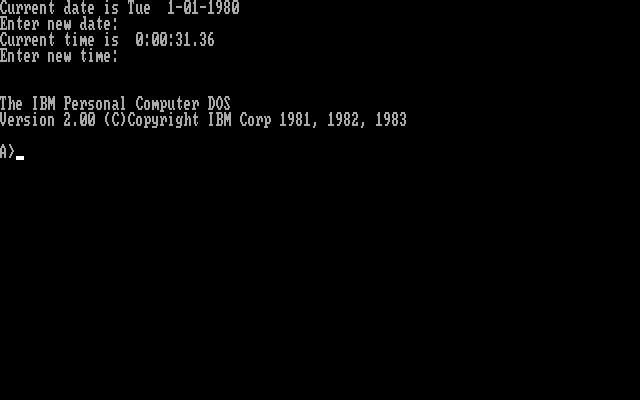 Current date is Tue  1-01-1980
Enter new date:
Current time is  0:00:31.36
Enter new time:
The IBM Personal Computer DOS
Version 2.00 (C)Copyright IBM Corp 1981, 1982, 1983
A>_